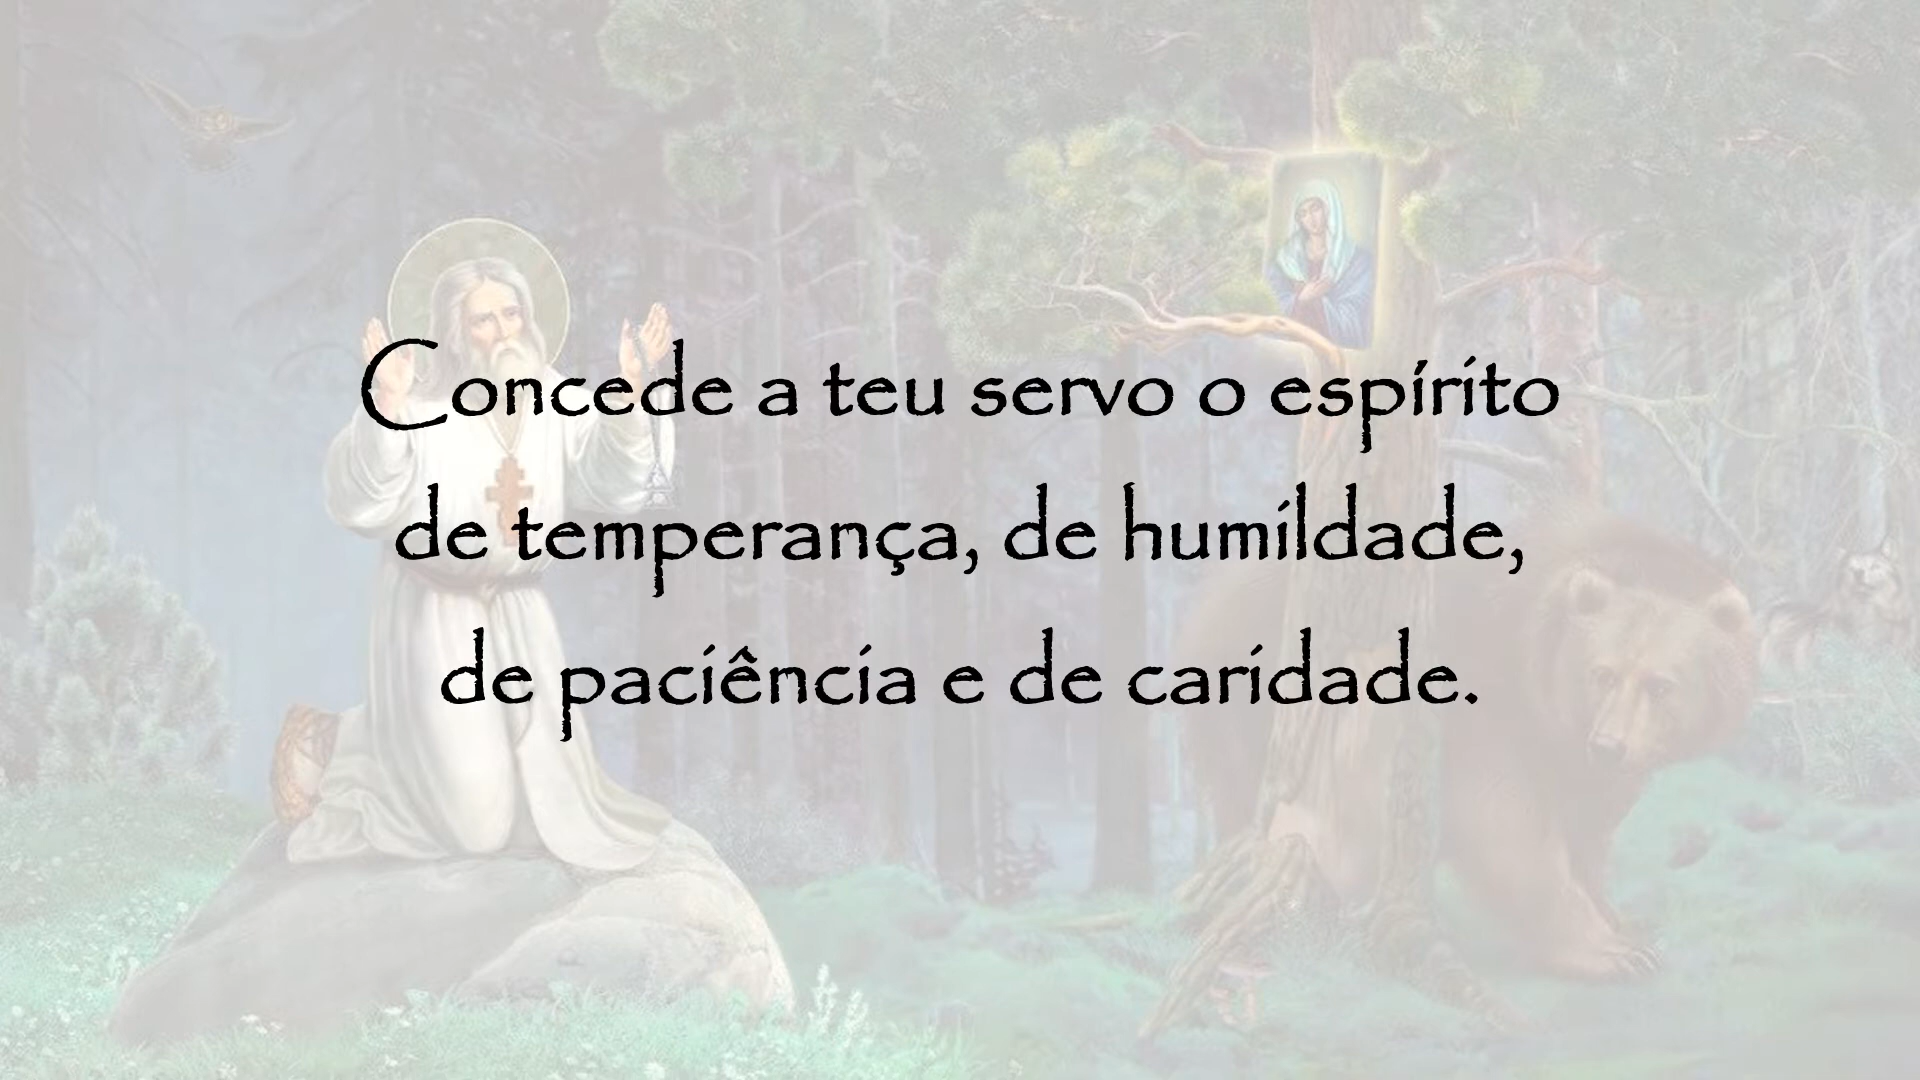 Concede a teu servo o espírito
de temperança, de humildade,
de paciência e de caridade.